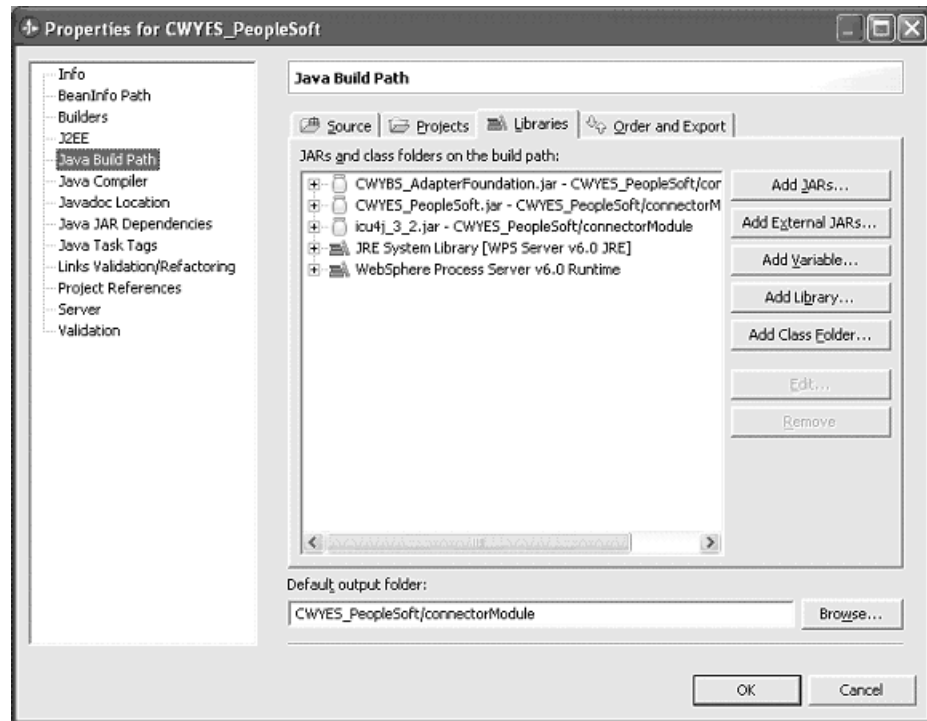 Properties for CWYES_PeopleSoft
Info
BeanInfo Path
Builders
J2EE
Java Build Path
Java Compiler
Javadoc Location
Java JAR Dependencies
Java Task Tags
Links Validation/Refactoring
Project References
Server
Validation
Java Build Path
Source
Projects
Libraries
Order and Export
JARs and class folders on the build path:
CWYBS_AdapterFoundation.jar - CWYES_PeopleSoft/cor
CWYES_PeopleSoft.jar - CWYES_PeopleSoft/connectorM
icu4j_3_2.jar - CWYES_PeopleSoft/connectorModule
JRE System Library [WPS Server v6.0 JRE]
WebSphere Process Server v6.0 Runtime
Add JARs...
Add External JARs...
Add Variable...
Add Library...
Add Class Folder...
Edit...
Remove
Default output folder:
CWYES_PeopleSoft/connectorModule
Browse...
OK
Cancel